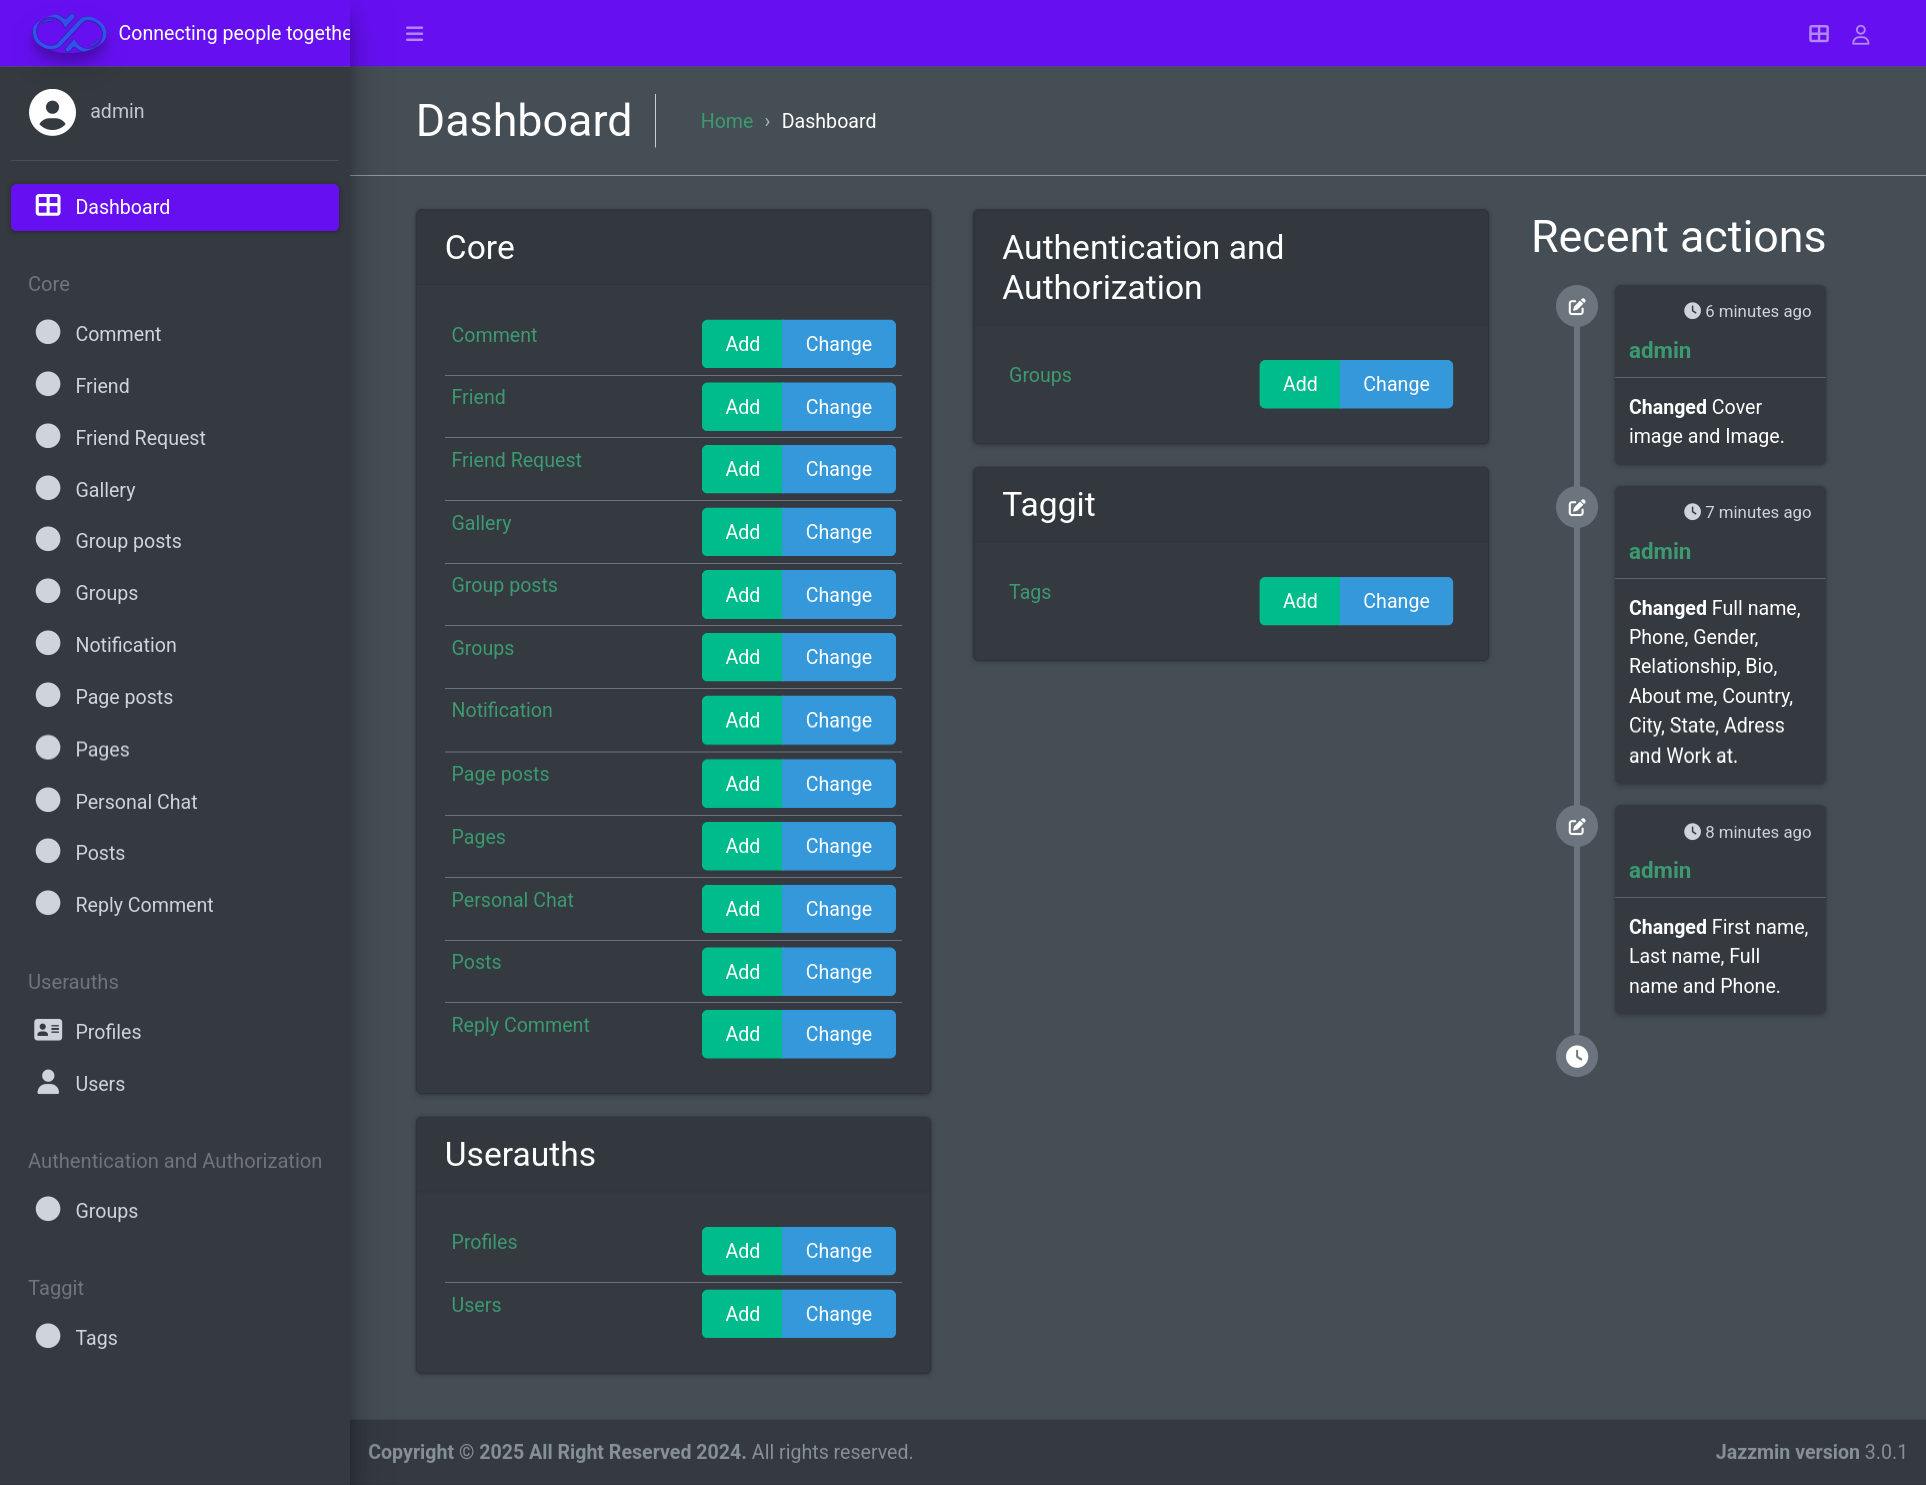 Connecting people togethe
admin
Dashboard
Core
Comment
Friend
Friend Request
Gallery
Group posts
Groups
Notification
Page posts
Pages
Personal Chat
Posts
Reply Comment
Userauths
Profiles
Users
Authentication and Authorization
Groups
Taggit
Tags
Dashboard
Home › Dashboard
Core
Comment Add Change
Friend Add Change
Friend Request Add Change
Gallery Add Change
Group posts Add Change
Groups Add Change
Notification Add Change
Page posts Add Change
Pages Add Change
Personal Chat Add Change
Posts Add Change
Reply Comment Add Change
Userauths
Profiles Add Change
Users Add Change
Authentication and
Authorization
Groups Add Change
Taggit
Tags Add Change
Recent actions
6 minutes ago
admin
Changed Cover
image and Image.
7 minutes ago
admin
Changed Full name,
Phone, Gender,
Relationship, Bio,
About me, Country,
City, State, Adress
and Work at.
8 minutes ago
admin
Changed First name,
Last name, Full
name and Phone.
Copyright © 2025 All Right Reserved 2024. All rights reserved.
Jazzmin version 3.0.1